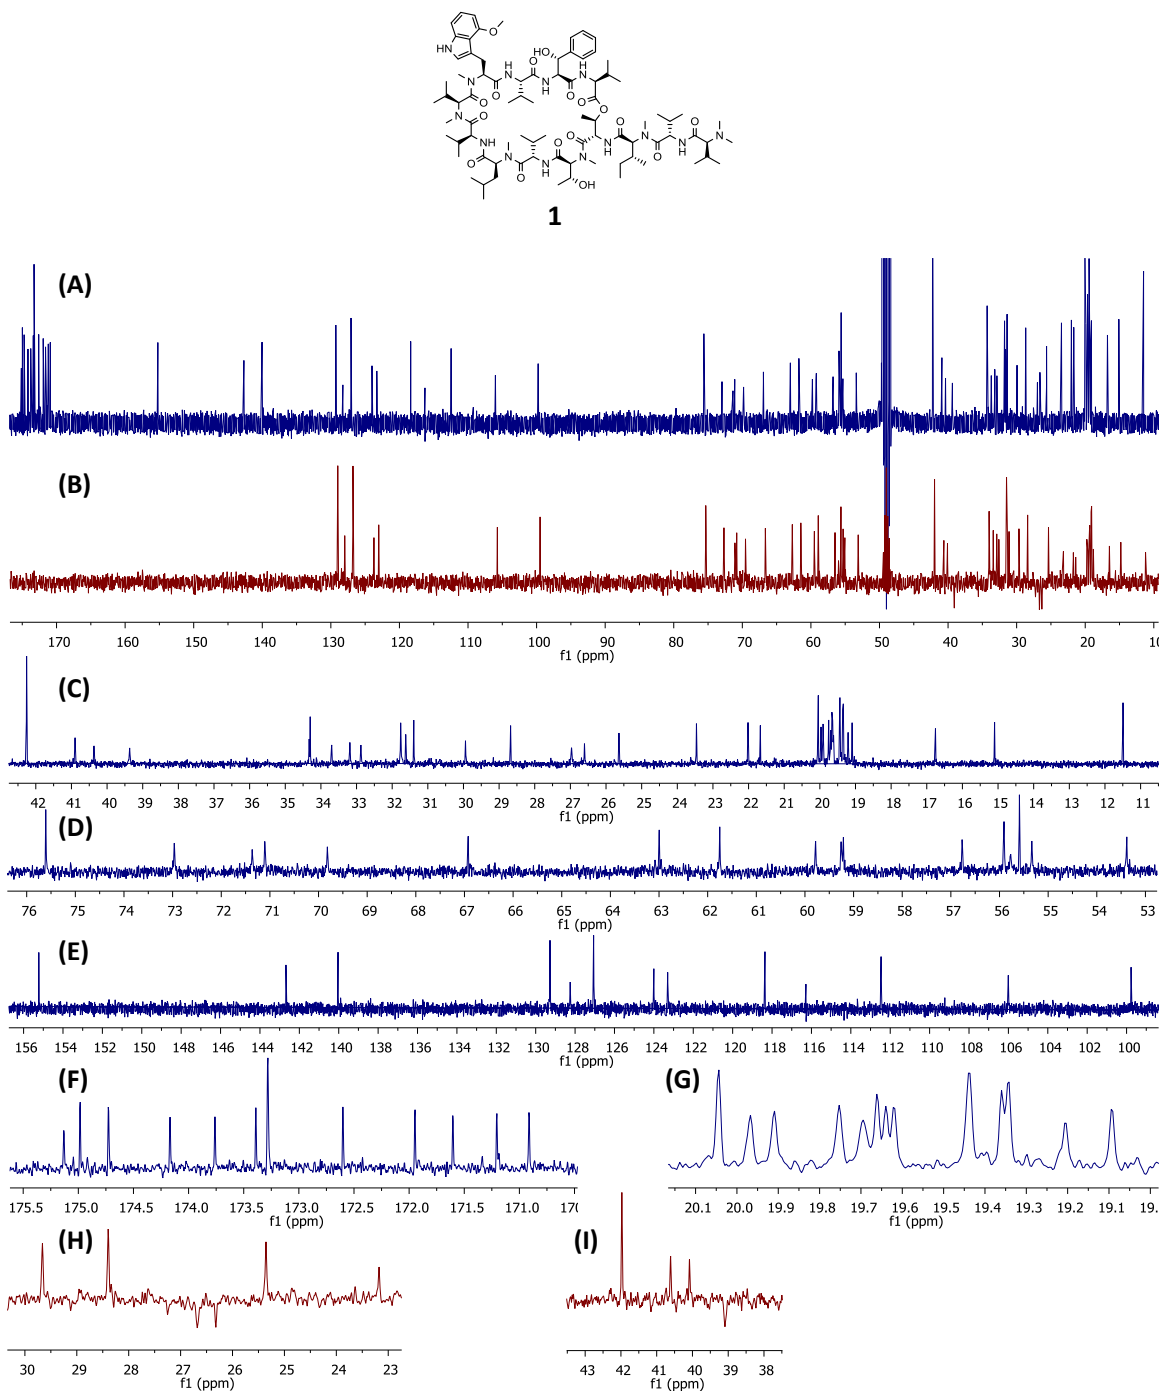 O
HN
HO
O
H
N
O
H
N
N
O
N
H
O
O
O
O
N
O
O
O
N
O
H
N
N
O
NH
O
N
O
N
H
O
N
N
H
O
N
O
O
N
H
O
OH
1
(A)
(B)
170 160 150 140 130 120 110 100 90 80 70 60 50 40 30 20 10
f1 (ppm)
(C)
42 41 40 39 38 37 36 35 34 33 32 31 30 29 28 27 26 25 24 23 22 21 20 19 18 17 16 15 14 13 12 11
f1 (ppm)
(D)
76 75 74 73 72 71 70 69 68 67 66 65 64 63 62 61 60 59 58 57 56 55 54 53
f1 (ppm)
(E)
156 154 152 150 148 146 144 142 140 138 136 134 132 130 128 126 124 122 120 118 116 114 112 110 108 106 104 102 100
f1 (ppm)
(F) (G)
175.5 175.0 174.5 174.0 173.5 173.0 172.5 172.0 171.5 171.0 170
f1 (ppm)
20.1 20.0 19.9 19.8 19.7 19.6 19.5 19.4 19.3 19.2 19.1 19.
f1 (ppm)
(H) (I)
30 29 28 27 26 25 24 23
f1 (ppm)
43 42 41 40 39 38
f1 (ppm)